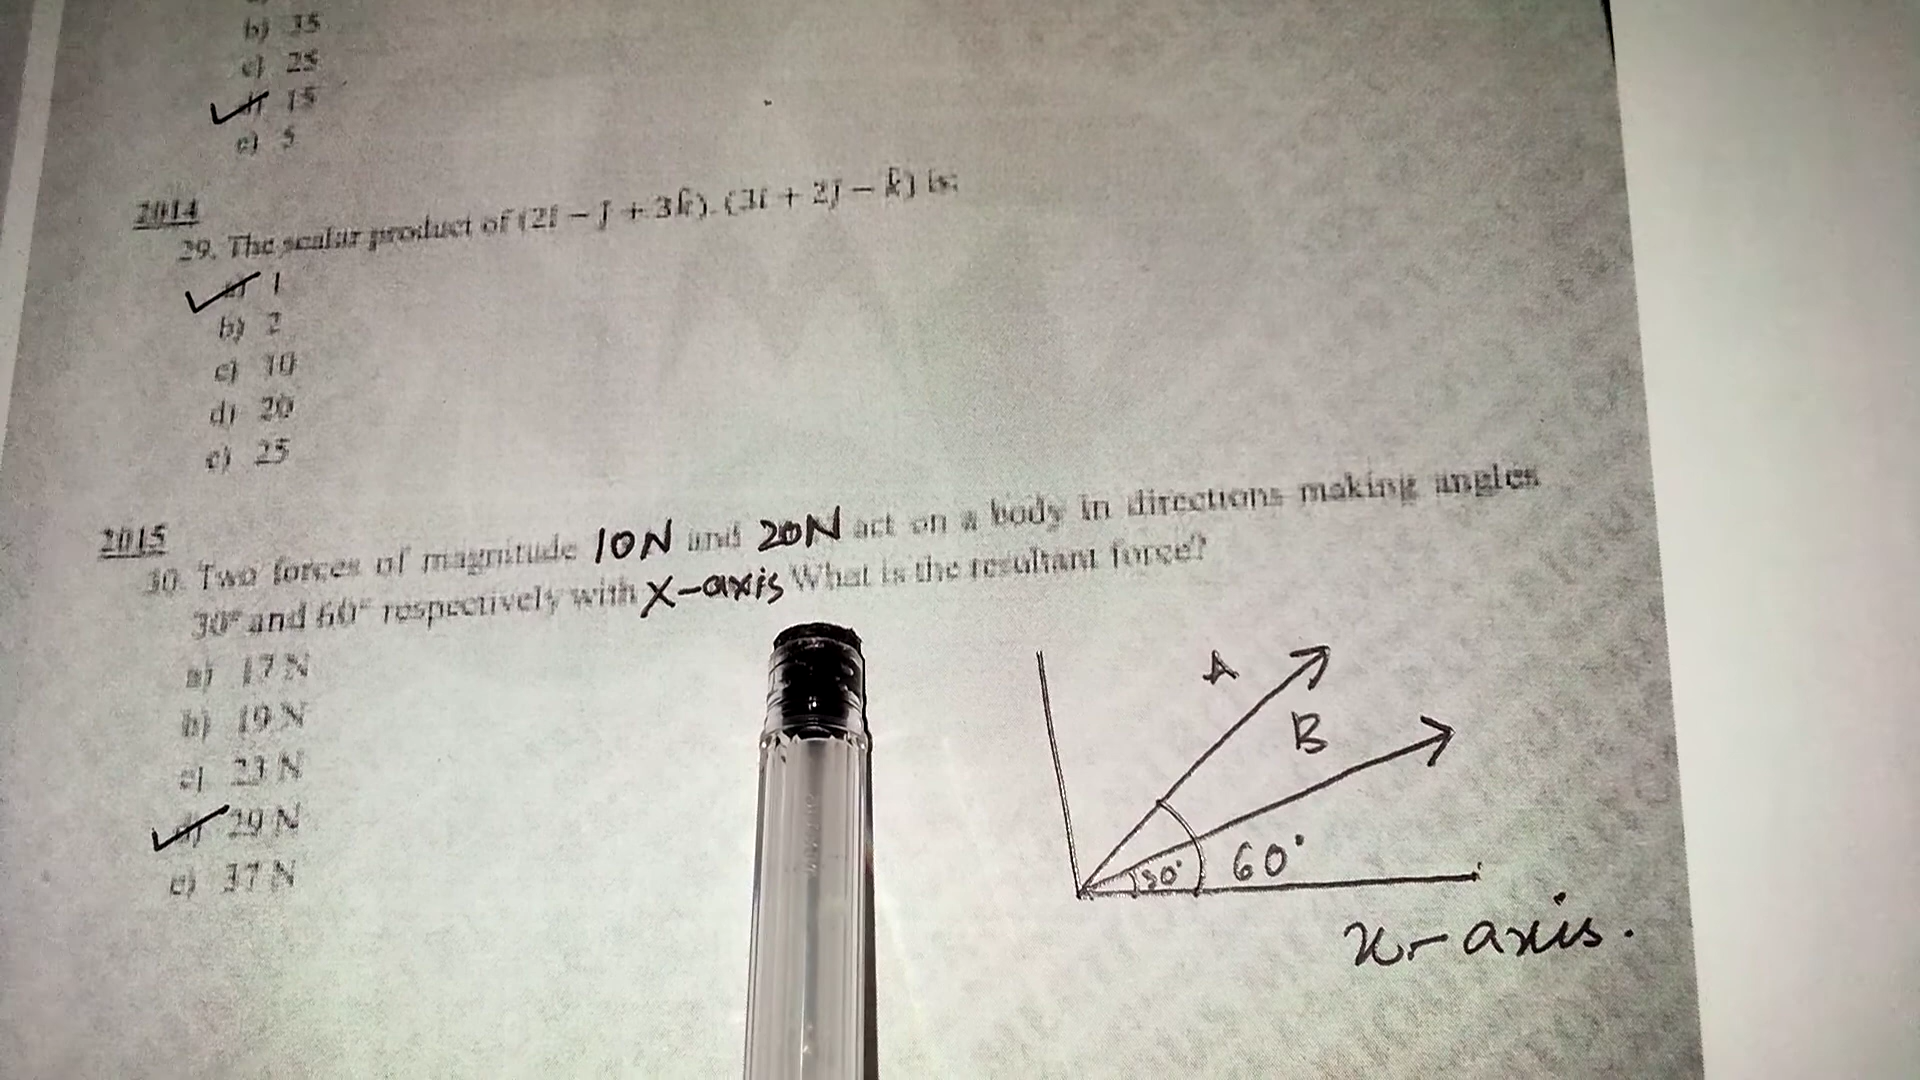 b) 35
c) 25
d) 15
e) 5
2014
29. The scalar product of (2î − ĵ + 3k̂). (3î + 2ĵ − k̂) is:
a) 1
b) 2
c) 10
d) 20
e) 25
2015
30. Two forces of magnitude 10N and 20N act on a body in directions making angles
30° and 60° respectively with X-axis What is the resultant force?
a) 17 N
b) 19 N
c) 23 N
d) 29 N
e) 37 N
A
B
30°
60°
x-axis.